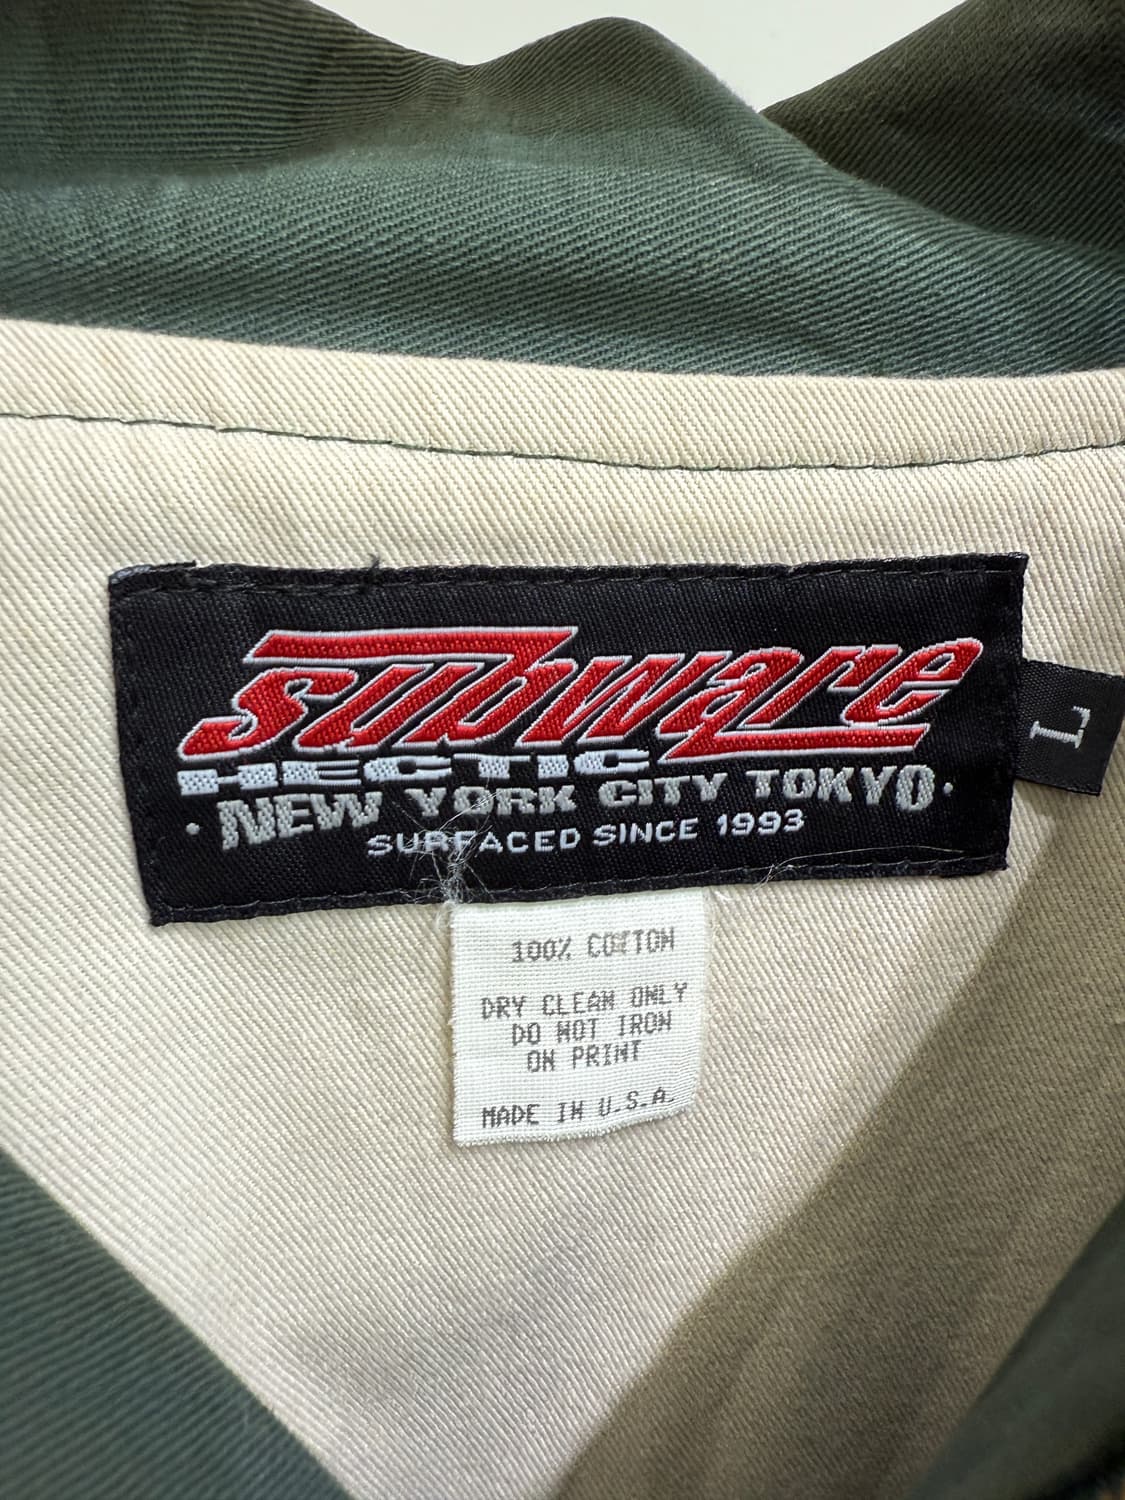 subware
HECTIC
· NEW YORK CITY TOKYO ·
SURFACED SINCE 1993
L
100% COTTON
DRY CLEAN ONLY
DO NOT IRON
ON PRINT
MADE IN U.S.A.